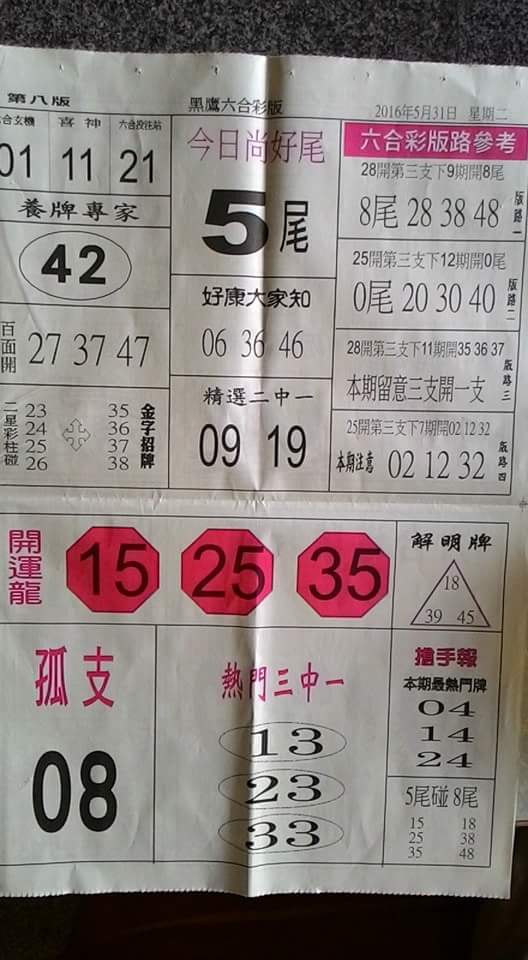 第八版
黑鷹六合彩版
2016年5月31日 星期二
六合玄機 喜神 六合投注站
01 11 21
養牌專家
42
百面開
27 37 47
二星彩柱碰
23 35
24 36
25 37
26 38
金字招牌
今日尚好尾
5尾
好康大家知
06 36 46
精選二中一
09 19
六合彩版路參考
28開第三支下9期開8尾
8尾 28 38 48
版路一
25開第三支下12期開0尾
0尾 20 30 40
版路二
28開第三支下11期開35 36 37
本期留意三支開一支
版路三
25開第三支下7期開02 12 32
本期注意 02 12 32
版路四
開運龍
15 25 35
解明牌
18
39 45
孤支
08
熱門三中一
13
23
33
搶手報
本期最熱門牌
04
14
24
5尾碰 8尾
15 18
25 38
35 48